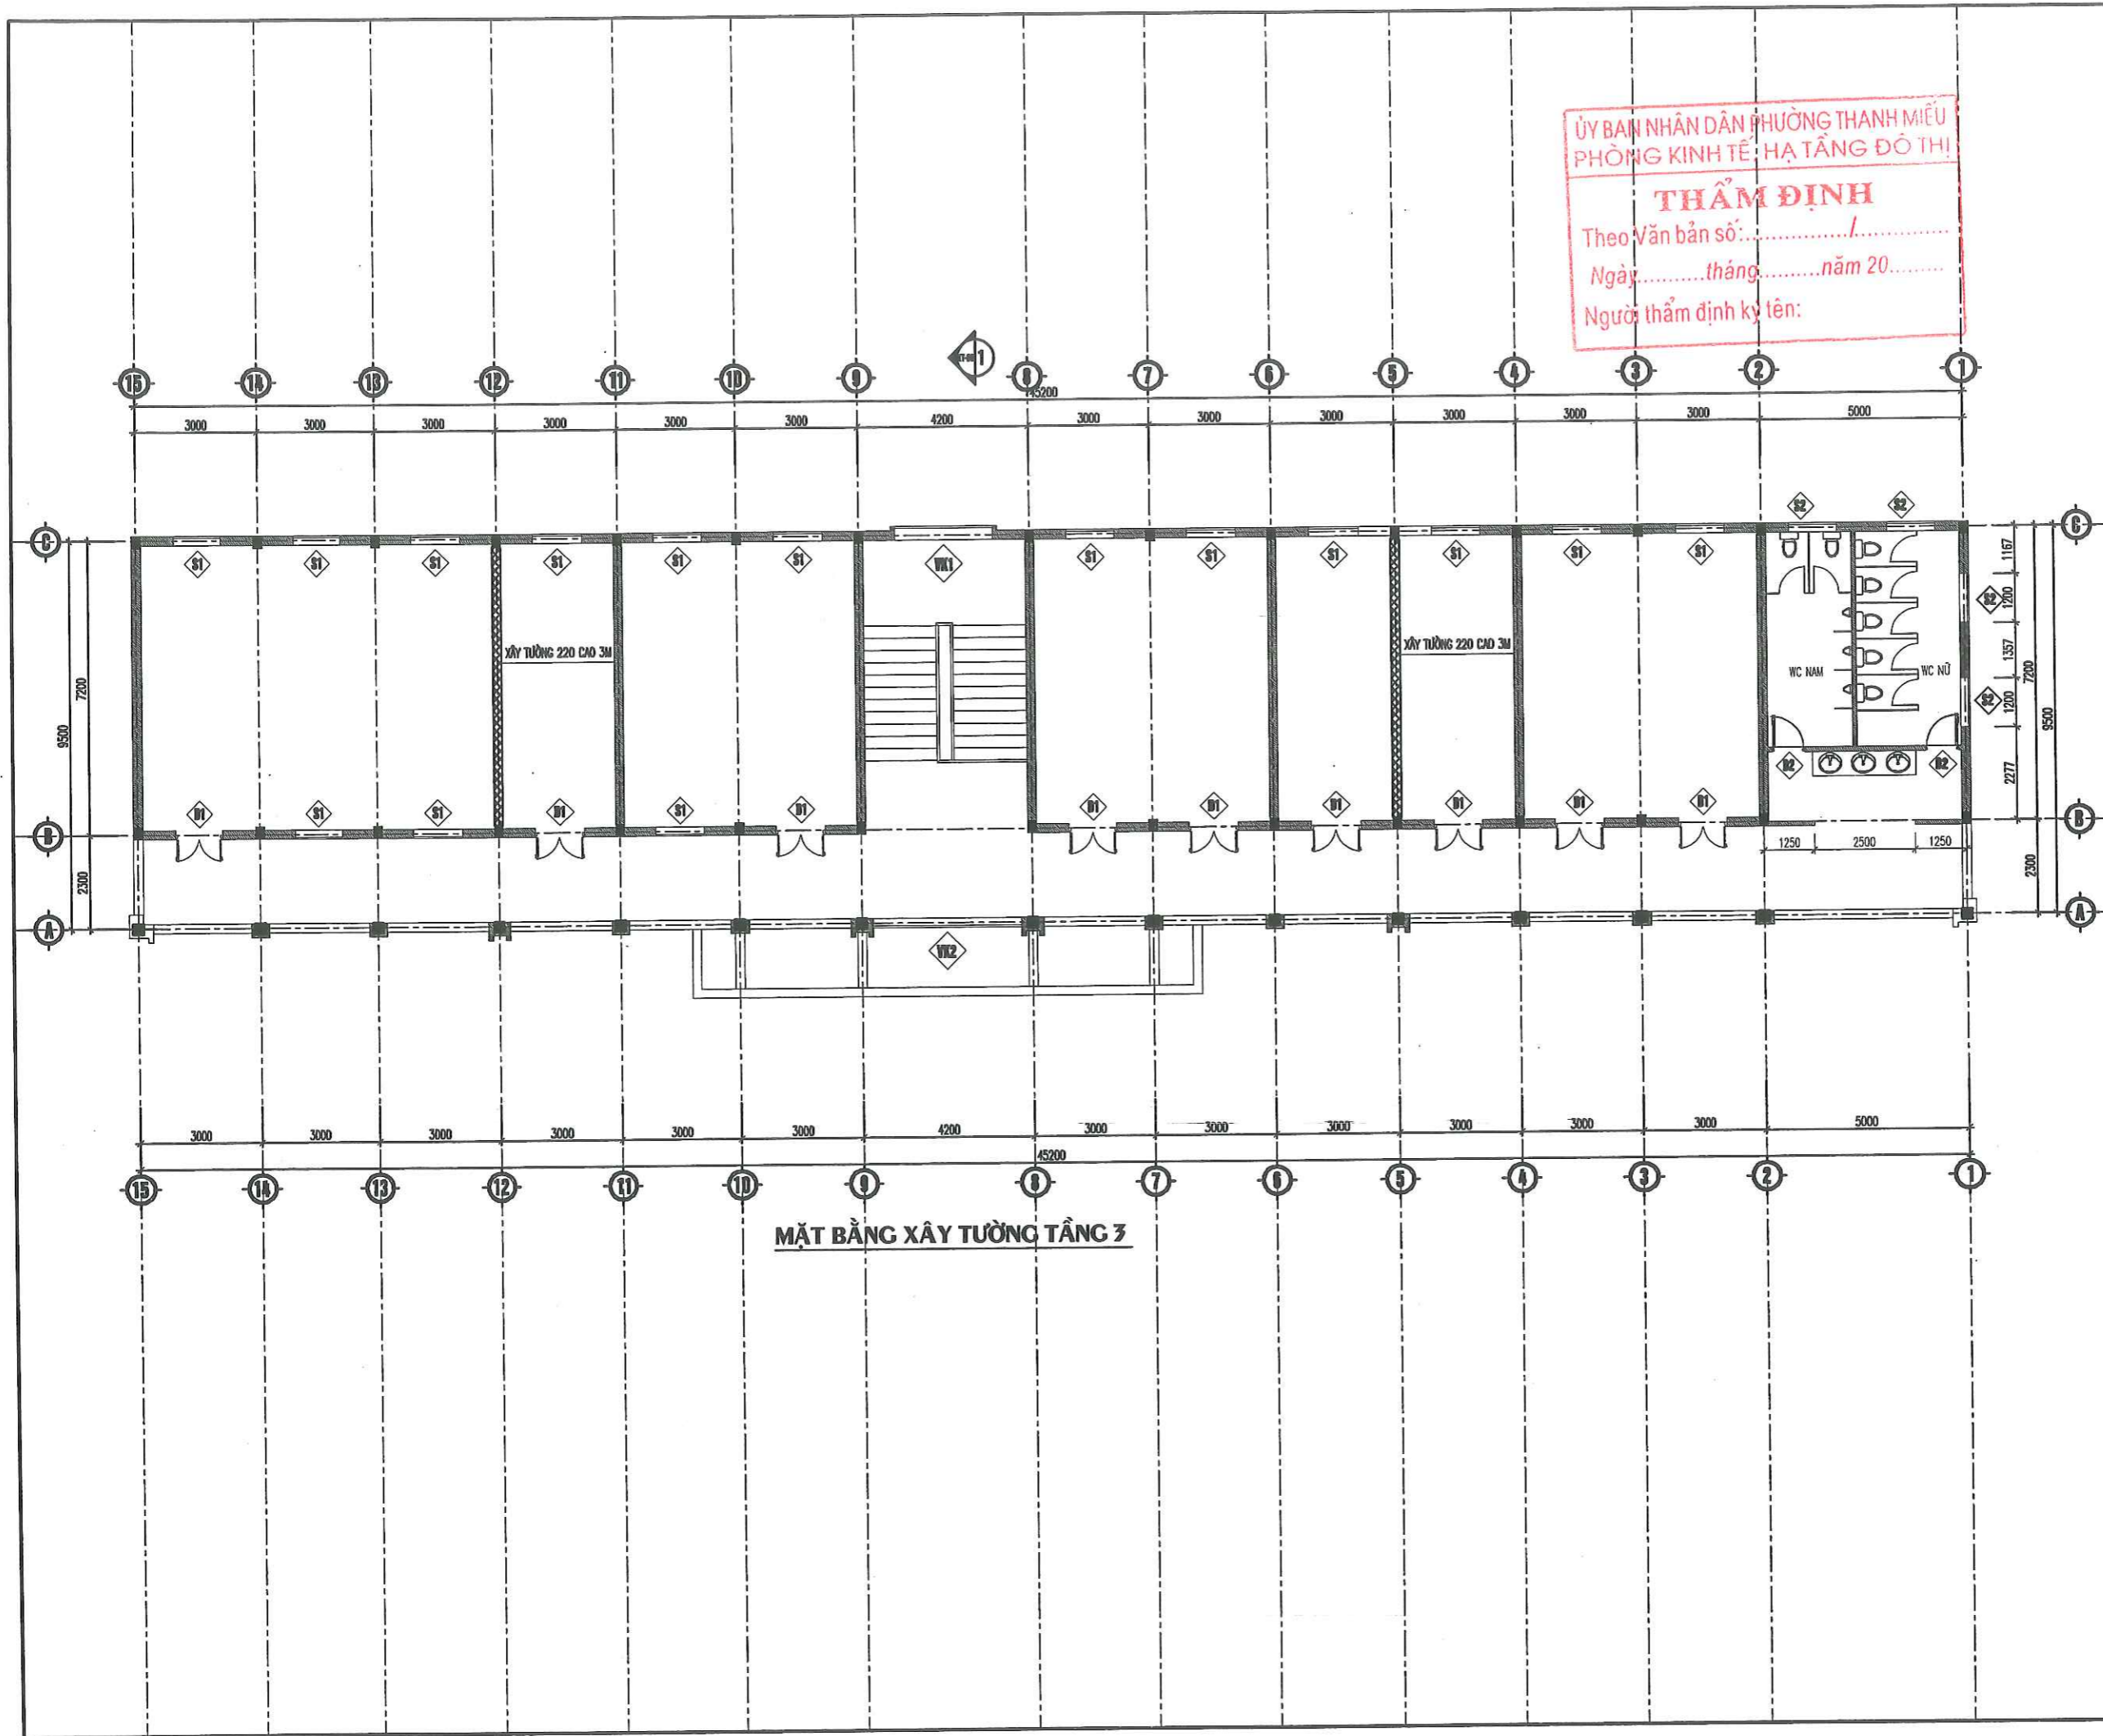 ỦY BAN NHÂN DÂN PHƯỜNG THANH MIẾU
PHÒNG KINH TẾ, HẠ TẦNG ĐÔ THỊ
THẨM ĐỊNH
Theo Văn bản số:................/...............
Ngày...........tháng..........năm 20.........
Người thẩm định ký tên:
1
15 14 13 12 11 10 9 8 7 6 5 4 3 2 1
45200
3000 3000 3000 3000 3000 3000 4200 3000 3000 3000 3000 3000 3000 5000
S2 S2
C C
S1 S1 S1 S1 S1 S1 VK1 S1 S1 S1 S1 S1 S1
1167
S2 1200
XÂY TƯỜNG 220 CAO 3M XÂY TƯỜNG 220 CAO 3M
1357
WC NAM WC NỮ
7200 7200
S2 1200
9500 9500
D2 D2
2277
D1 S1 S1 D1 S1 D1 D1 D1 D1 D1 D1 D1
B B
1250 2500 1250
2300 2300
A A
VK2
3000 3000 3000 3000 3000 3000 4200 3000 3000 3000 3000 3000 3000 5000
45200
15 14 13 12 11 10 9 8 7 6 5 4 3 2 1
MẶT BẰNG XÂY TƯỜNG TẦNG 3